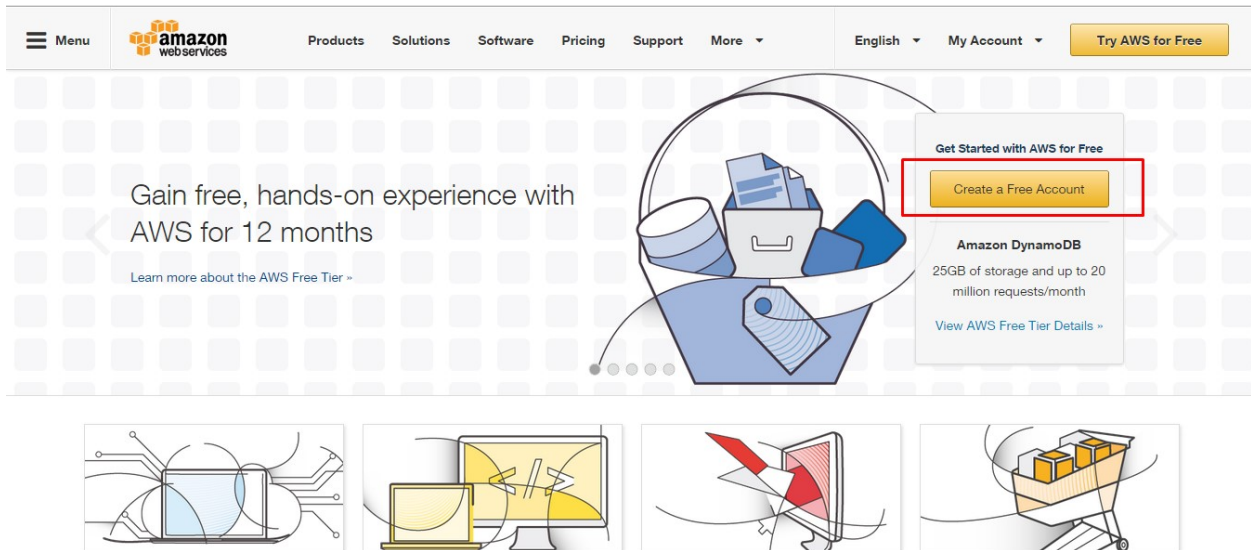 Menu
amazon
webservices
Products
Solutions
Software
Pricing
Support
More
English
My Account
Try AWS for Free
Gain free, hands-on experience with
AWS for 12 months
Learn more about the AWS Free Tier »
Get Started with AWS for Free
Create a Free Account
Amazon DynamoDB
25GB of storage and up to 20
million requests/month
View AWS Free Tier Details »
</>